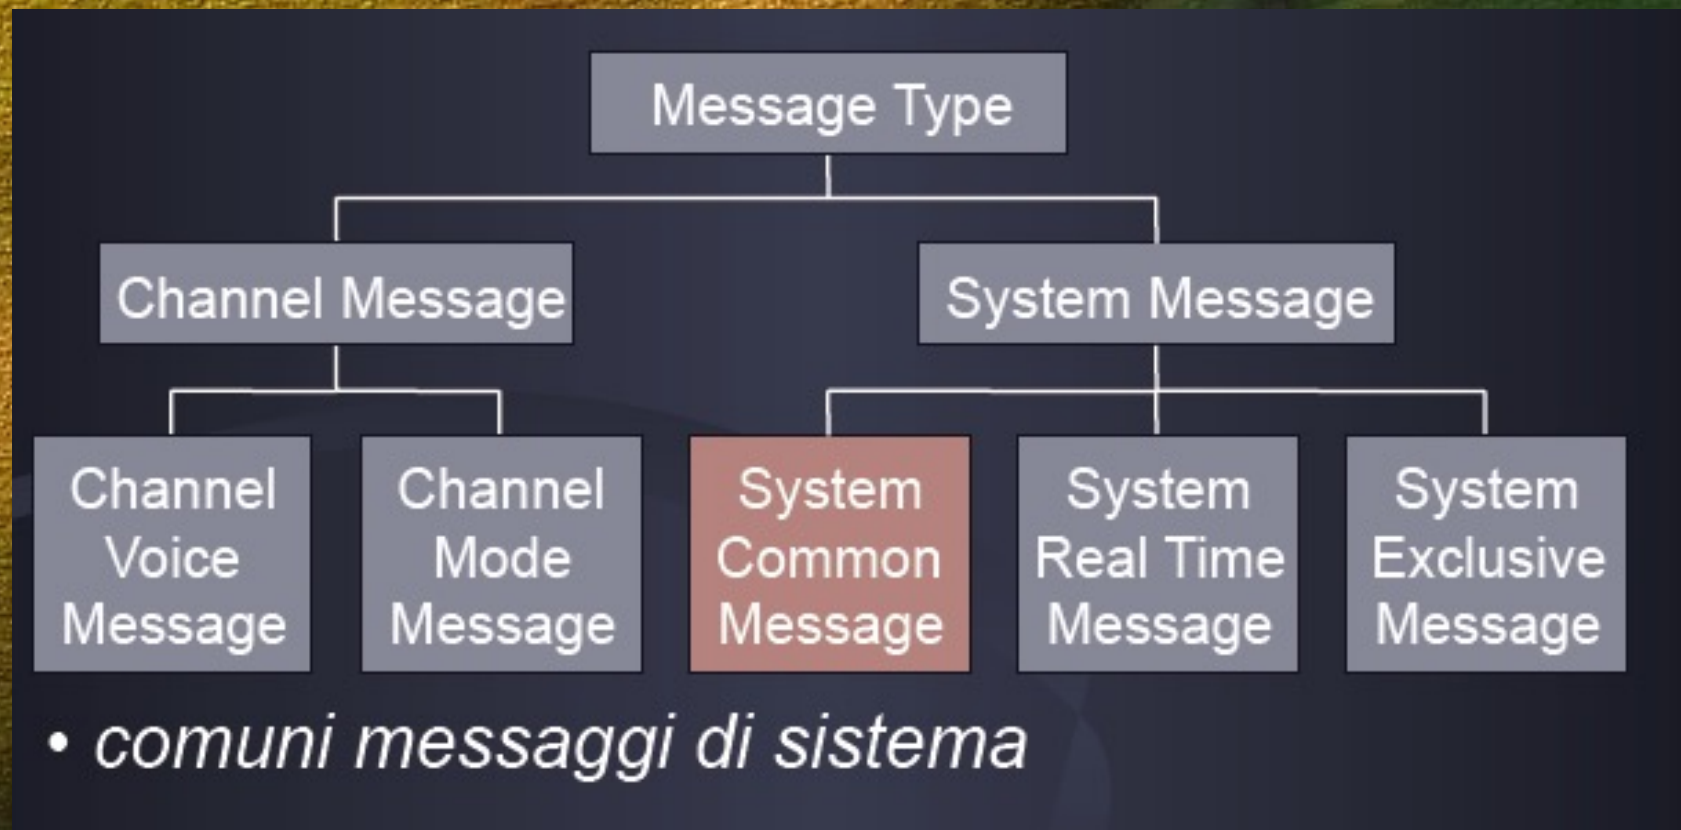 Message Type
Channel Message
System Message
Channel
Voice
Message
Channel
Mode
Message
System
Common
Message
System
Real Time
Message
System
Exclusive
Message
• comuni messaggi di sistema